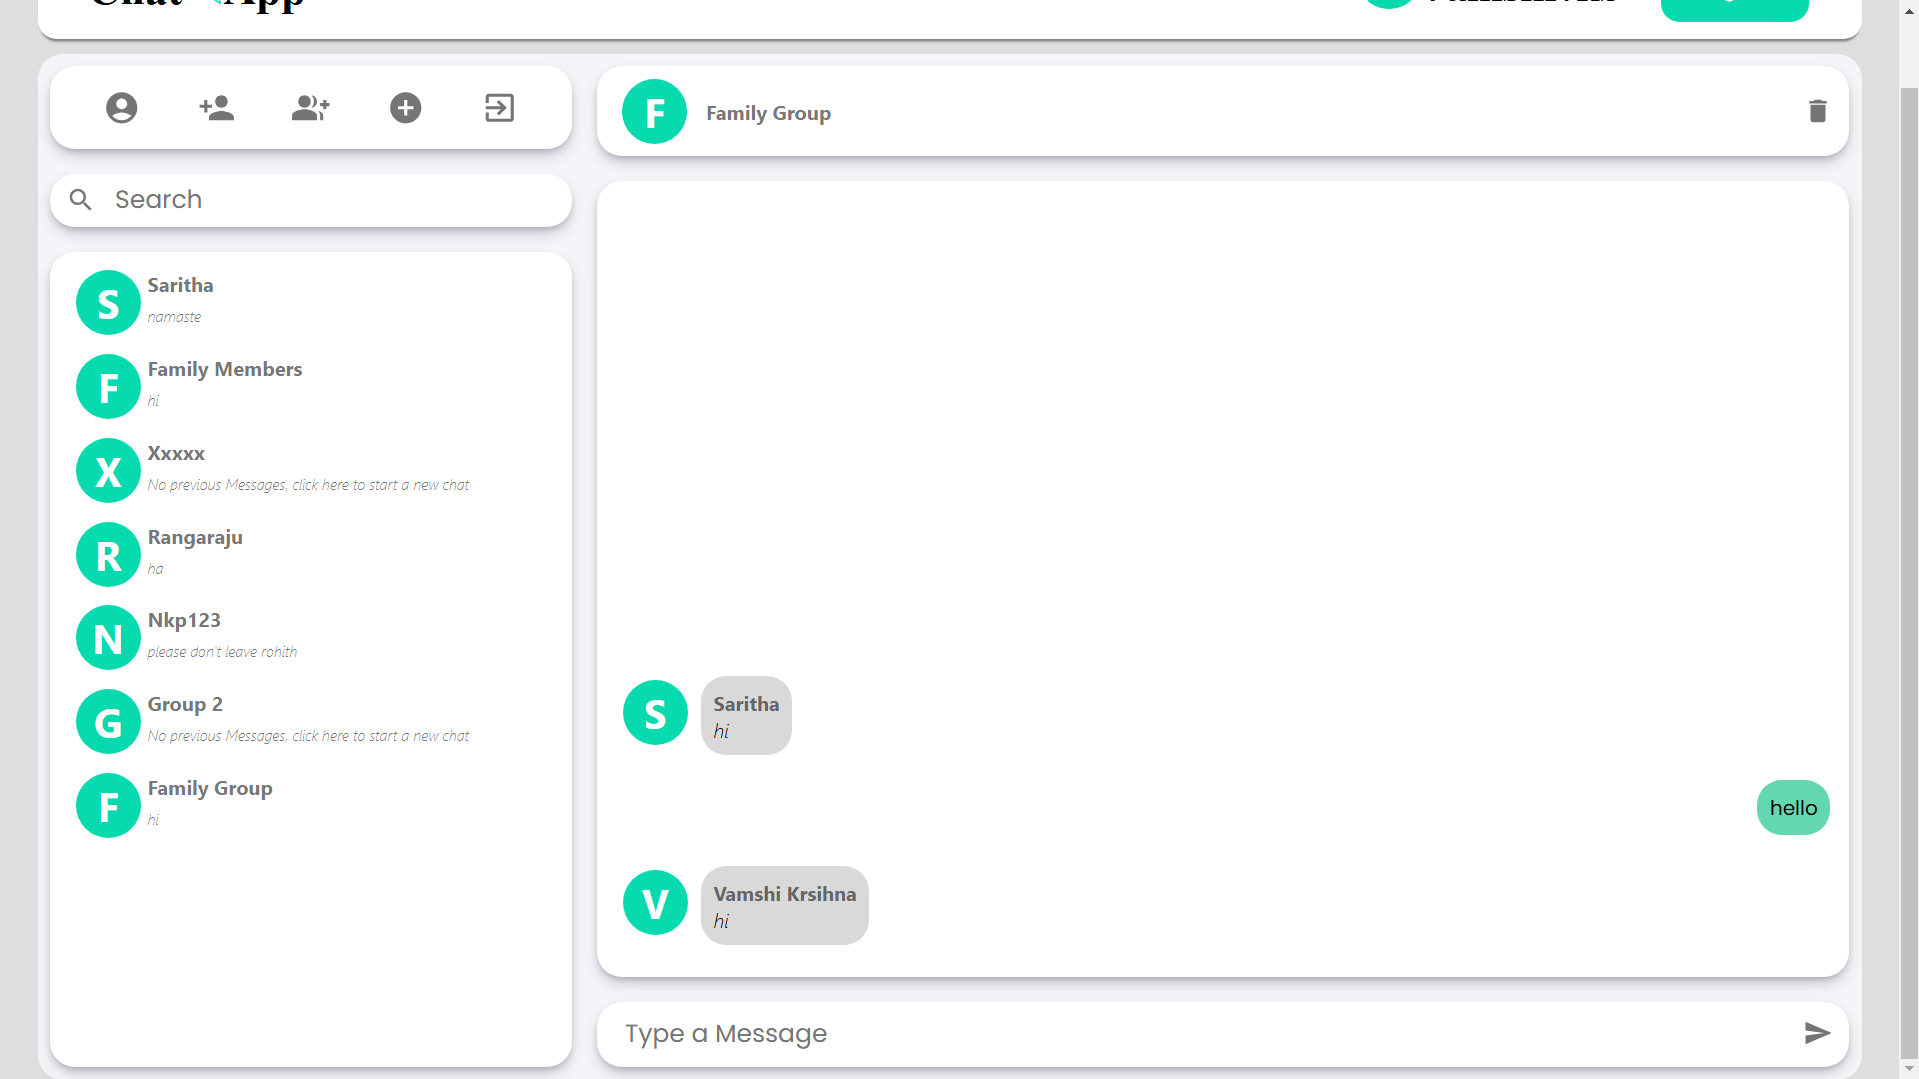 Chat App
F
Family Group
Search
S
Saritha
namaste
F
Family Members
hi
X
Xxxxx
No previous Messages, click here to start a new chat
R
Rangaraju
ha
N
Nkp123
please don't leave rohith
G
Group 2
No previous Messages, click here to start a new chat
F
Family Group
hi
S
Saritha
hi
hello
V
Vamshi Krsihna
hi
Type a Message